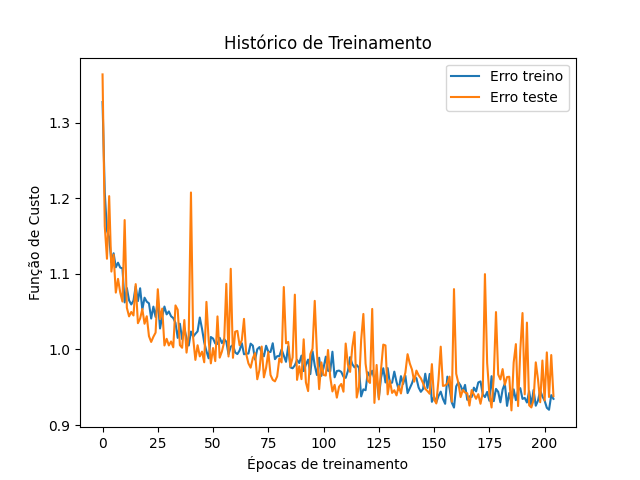 Histórico de Treinamento
Erro treino
Erro teste
Função de Custo
1.3
1.2
1.1
1.0
0.9
0
25
50
75
100
125
150
175
200
Épocas de treinamento